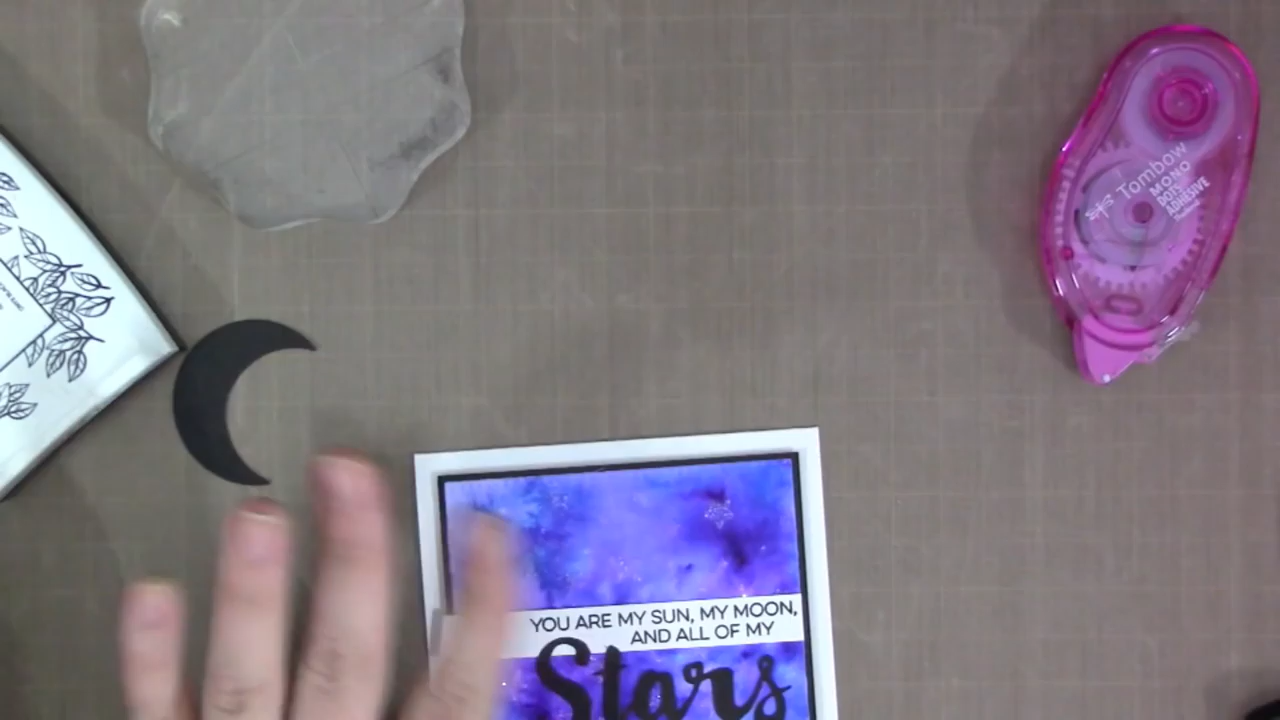 Tombow
MONO
DOTS
ADHESIVE
YOU ARE MY SUN, MY MOON,
AND ALL OF MY
Stars